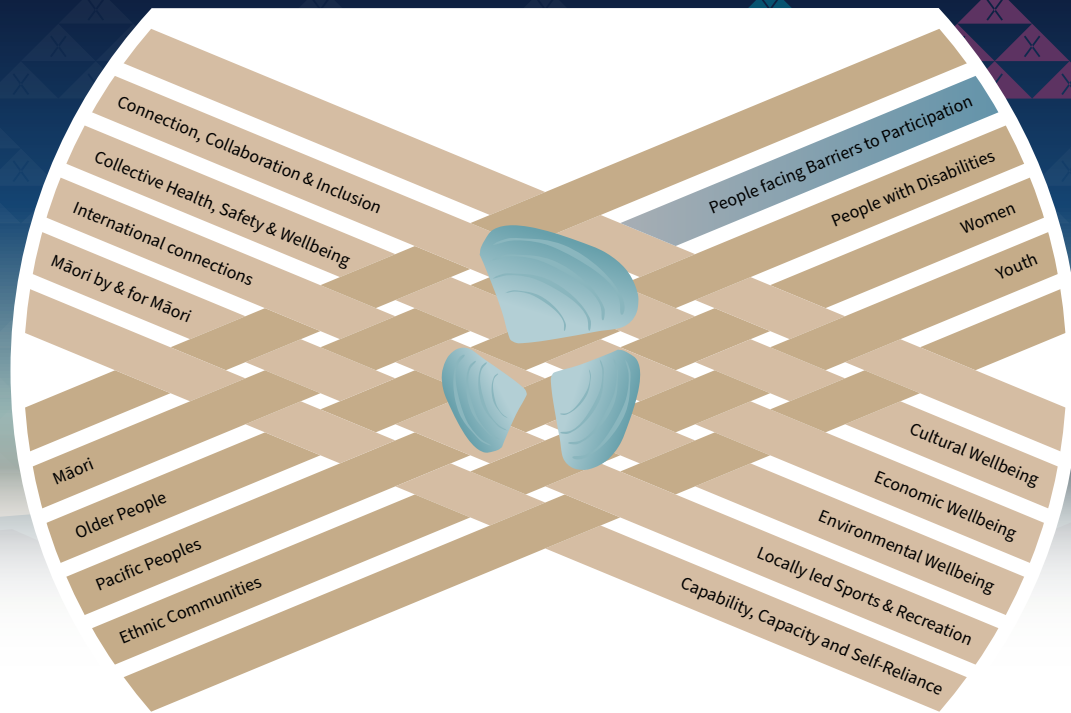 Connection, Collaboration & Inclusion
Collective Health, Safety & Wellbeing
International connections
Māori by & for Māori
People facing Barriers to Participation
People with Disabilities
Women
Youth
Māori
Older People
Pacific Peoples
Ethnic Communities
Cultural Wellbeing
Economic Wellbeing
Environmental Wellbeing
Locally led Sports & Recreation
Capability, Capacity and Self-Reliance